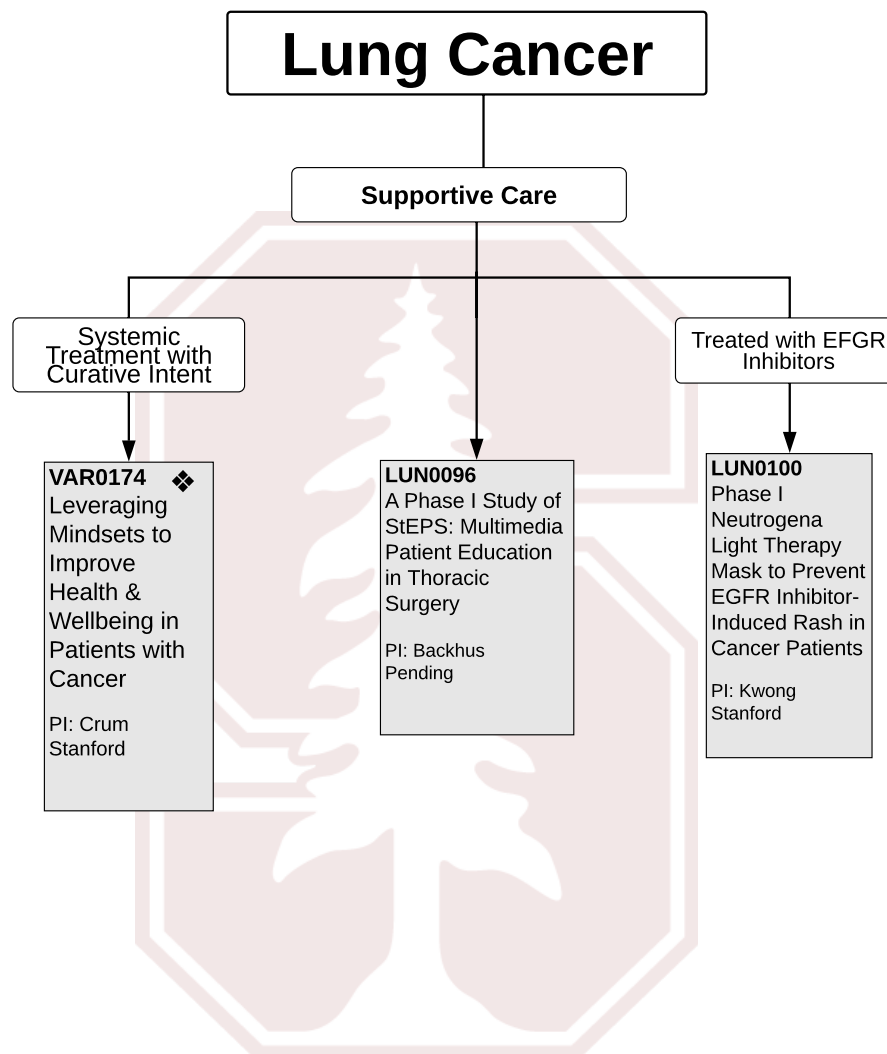 Lung Cancer
Supportive Care
Systemic
Treatment with
Curative Intent
Treated with EFGR
Inhibitors
VAR0174 ❖
Leveraging
Mindsets to
Improve
Health &
Wellbeing in
Patients with
Cancer
PI: Crum
Stanford
LUN0096
A Phase I Study of
StEPS: Multimedia
Patient Education
in Thoracic
Surgery
PI: Backhus
Pending
LUN0100
Phase I
Neutrogena
Light Therapy
Mask to Prevent
EGFR Inhibitor-
Induced Rash in
Cancer Patients
PI: Kwong
Stanford